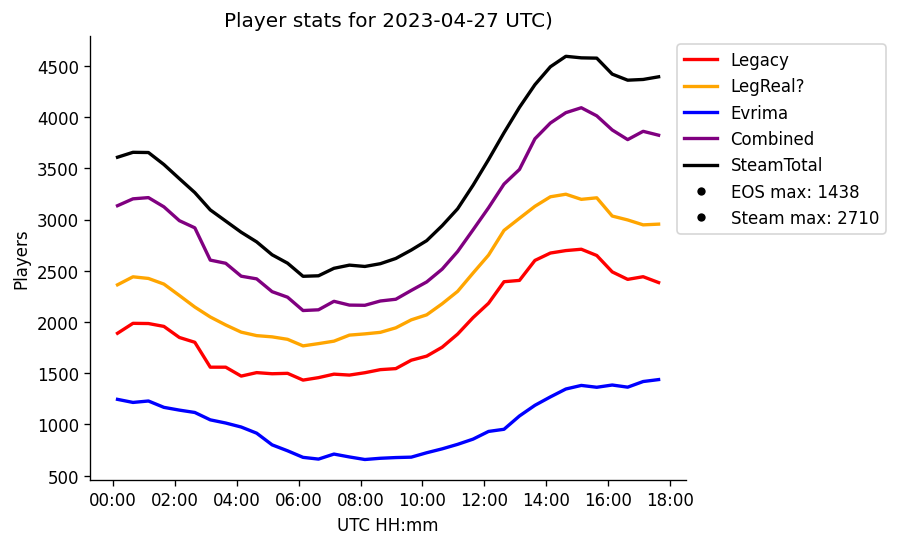 Player stats for 2023-04-27 UTC)
Players
4500
4000
3500
3000
2500
2000
1500
1000
500
00:00 02:00 04:00 06:00 08:00 10:00 12:00 14:00 16:00 18:00
UTC HH:mm
Legacy
LegReal?
Evrima
Combined
SteamTotal
EOS max: 1438
Steam max: 2710